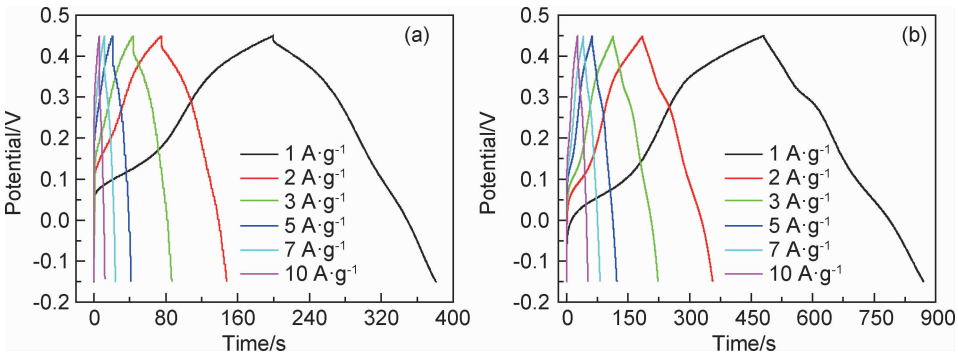 (a)
0.5
0.4
0.3
0.2
0.1
0.0
-0.1
-0.2
Potential/V
1 A·g⁻¹
2 A·g⁻¹
3 A·g⁻¹
5 A·g⁻¹
7 A·g⁻¹
10 A·g⁻¹
0 80 160 240 320 400
Time/s
(b)
0.5
0.4
0.3
0.2
0.1
0.0
-0.1
-0.2
Potential/V
1 A·g⁻¹
2 A·g⁻¹
3 A·g⁻¹
5 A·g⁻¹
7 A·g⁻¹
10 A·g⁻¹
0 150 300 450 600 750 900
Time/s